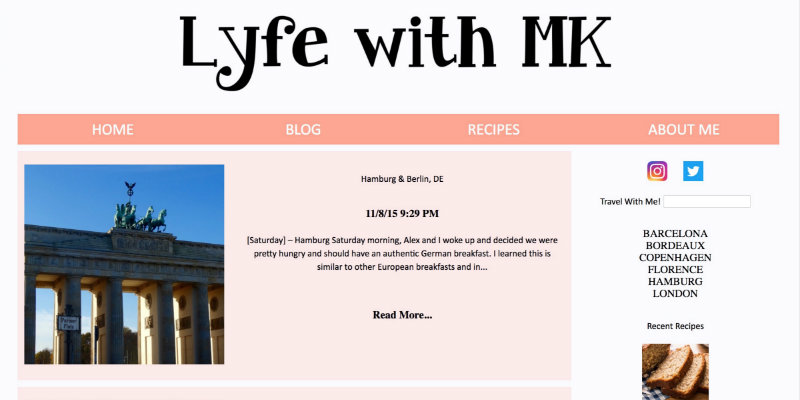 Lyfe with MK
HOME BLOG RECIPES ABOUT ME
Hamburg & Berlin, DE
11/8/15 9:29 PM
[Saturday] – Hamburg Saturday morning, Alex and I woke up and decided we were
pretty hungry and should have an authentic German breakfast. I learned this is
similar to other European breakfasts and in...
Read More...
Travel With Me!
BARCELONA
BORDEAUX
COPENHAGEN
FLORENCE
HAMBURG
LONDON
Recent Recipes
Pariser
Platz